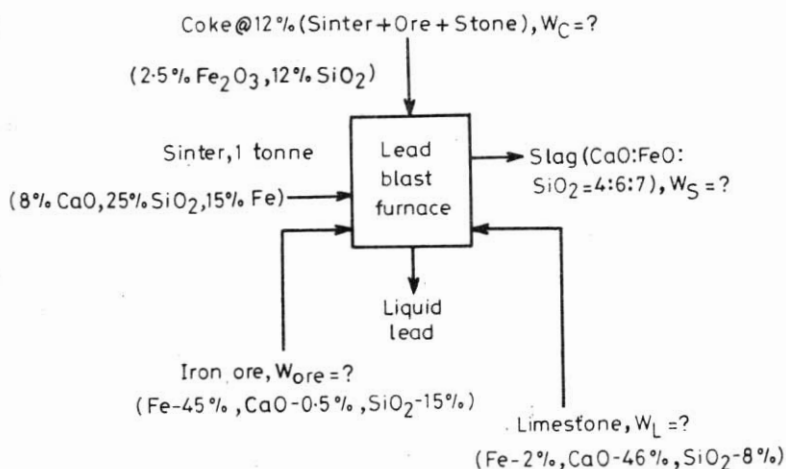 Coke@12%(Sinter+Ore+Stone), W_C=?
(2·5% Fe₂O₃,12% SiO₂)
Sinter,1 tonne
(8% CaO,25% SiO₂,15% Fe)
Lead
blast
furnace
Slag(CaO:FeO:
SiO₂=4:6:7), W_S=?
Liquid
lead
Iron ore, W_ore=?
(Fe-45%,CaO-0·5%,SiO₂-15%)
Limestone, W_L=?
(Fe-2%,CaO-46%,SiO₂-8%)